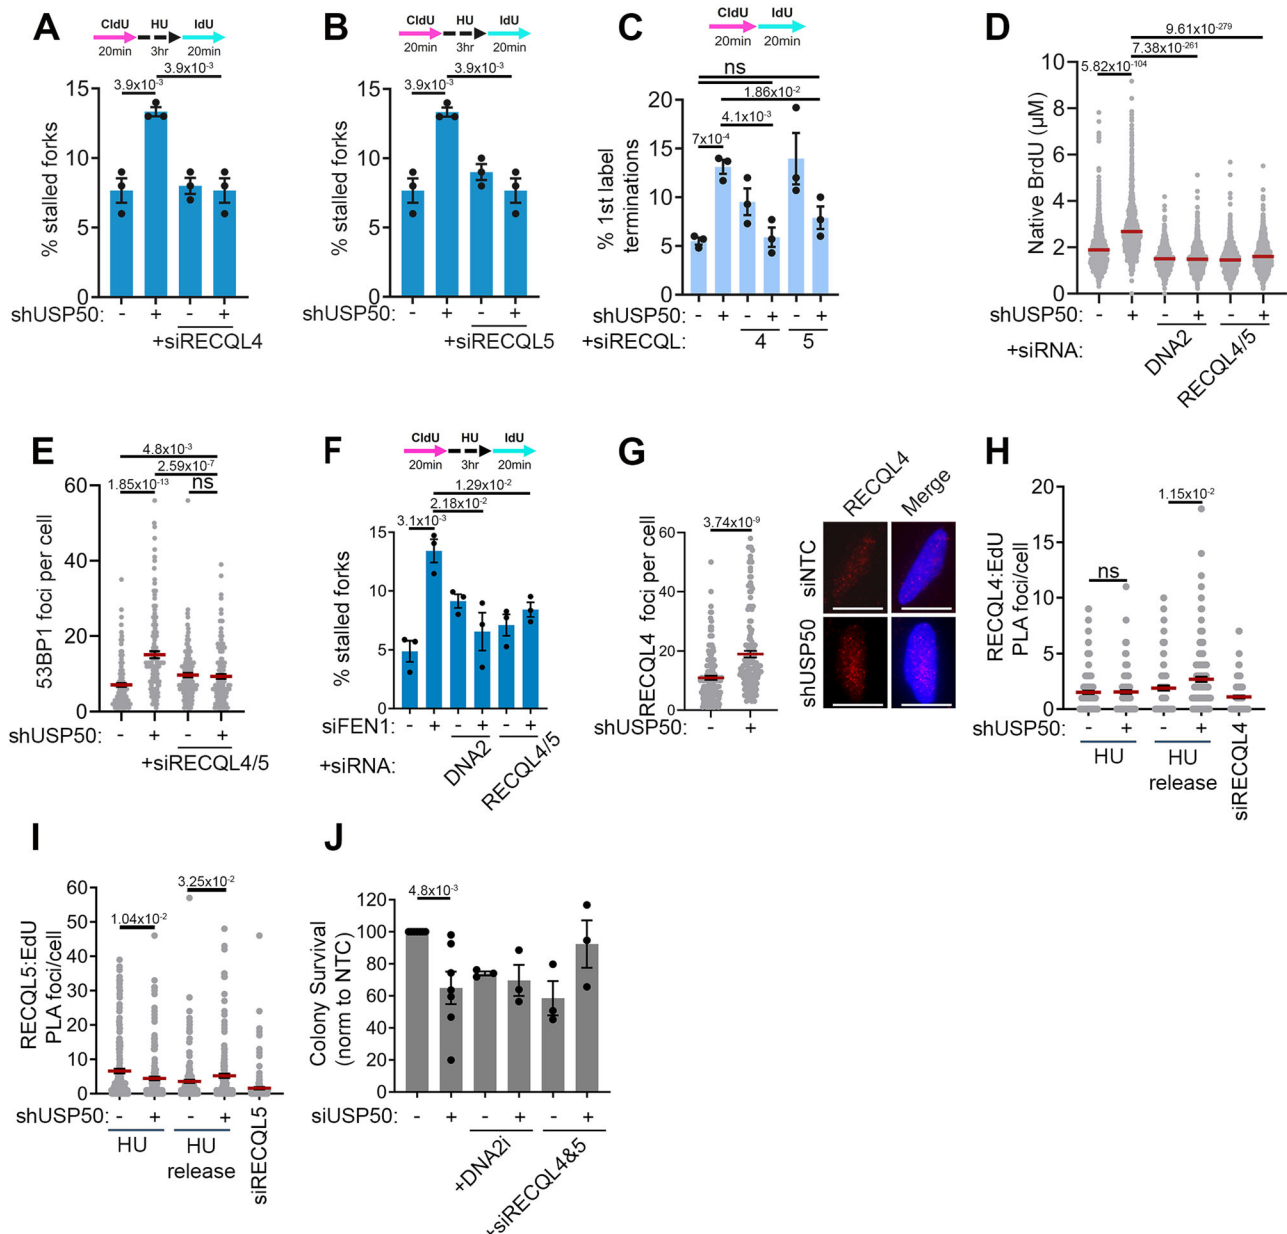 A
CldU HU IdU
20min 3hr 20min
3.9x10-3
3.9x10-3
% stalled forks
15
10
5
0
shUSP50: - + - +
+siRECQL4
B
CldU HU IdU
20min 3hr 20min
3.9x10-3
3.9x10-3
% stalled forks
15
10
5
0
shUSP50: - + - +
+siRECQL5
C
CldU IdU
20min 20min
ns
1.86x10-2
4.1x10-3
7x10-4
% 1st label
terminations
20
15
10
5
0
shUSP50: - + - + - +
+siRECQL: 4 5
D
9.61x10-279
7.38x10-261
5.82x10-104
Native BrdU (µM)
10
8
6
4
2
0
shUSP50: - + - + - +
+siRNA: DNA2 RECQL4/5
E
4.8x10-3
2.59x10-7
1.85x10-13 ns
53BP1 foci per cell
60
40
20
0
shUSP50: - + - +
+siRECQL4/5
F
CldU HU IdU
20min 3hr 20min
1.29x10-2
2.18x10-2
3.1x10-3
% stalled forks
15
10
5
0
siFEN1: - + - + - +
+siRNA: DNA2 RECQL4/5
G
3.74x10-9
RECQL4 foci per cell
60
40
20
0
shUSP50: - +
RECQL4 Merge
siNTC
shUSP50
H
1.15x10-2
ns
RECQL4:EdU
PLA foci/cell
20
15
10
5
0
shUSP50: - + - +
HU HU
release
siRECQL4
I
3.25x10-2
1.04x10-2
RECQL5:EdU
PLA foci/cell
60
50
40
30
20
10
0
shUSP50: - + - +
HU HU
release
siRECQL5
J
4.8x10-3
Colony Survival
(norm to NTC)
120
100
80
60
40
20
0
siUSP50: - + - + - +
+DNA2i
+siRECQL4&5